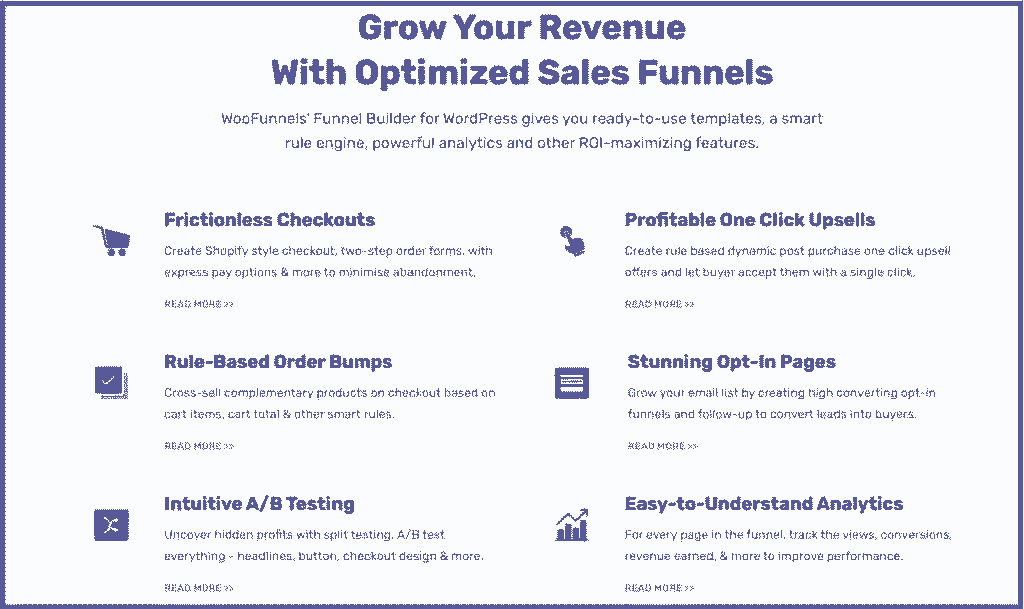 Grow Your Revenue
With Optimized Sales Funnels
WooFunnels' Funnel Builder for WordPress gives you ready-to-use templates, a smart
rule engine, powerful analytics and other ROI-maximizing features.
Frictionless Checkouts
Create Shopify style checkout, two-step order forms, with
express pay options & more to minimise abandonment.
READ MORE >>
Profitable One Click Upsells
Create rule based dynamic post purchase one click upsell
offers and let buyer accept them with a single click.
READ MORE >>
Rule-Based Order Bumps
Cross-sell complementary products on checkout based on
cart items, cart total & other smart rules.
READ MORE >>
Stunning Opt-In Pages
Grow your email list by creating high converting opt-in
funnels and follow-up to convert leads into buyers.
READ MORE >>
Intuitive A/B Testing
Uncover hidden profits with split testing. A/B test
everything - headlines, button, checkout design & more.
READ MORE >>
Easy-to-Understand Analytics
For every page in the funnel, track the views, conversions,
revenue earned, & more to improve performance.
READ MORE >>